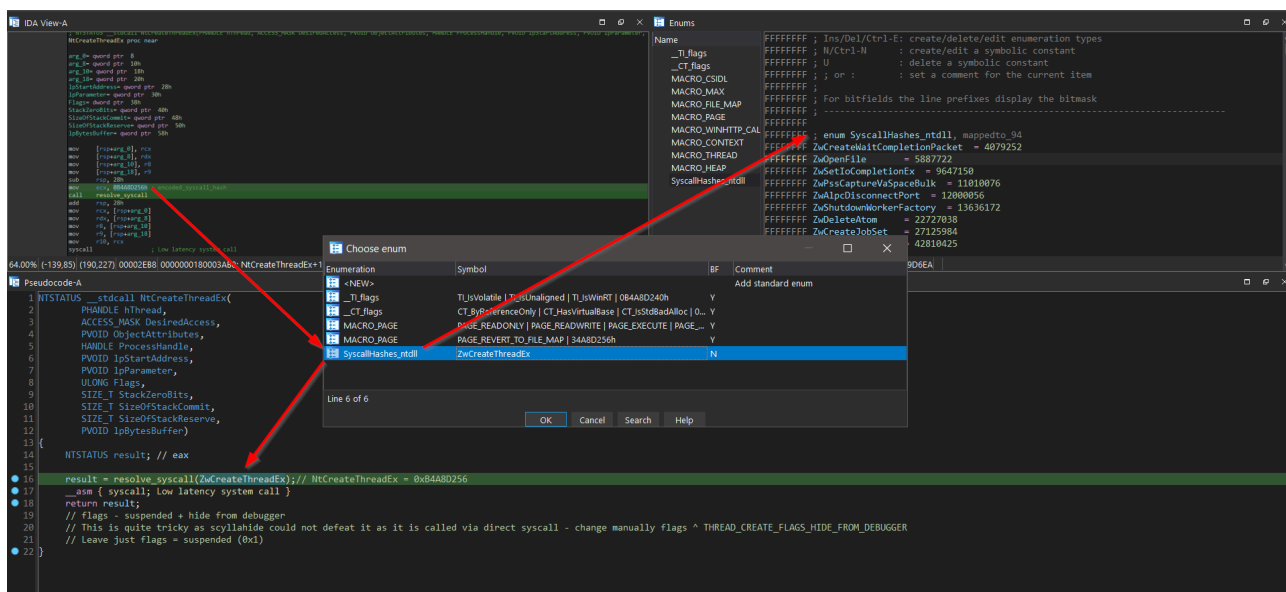 IDA View-A
NtCreateThreadEx proc near
arg_0= qword ptr 8
arg_8= qword ptr 10h
arg_10= qword ptr 18h
arg_18= qword ptr 20h
lpStartAddress= qword ptr 28h
lpParameter= qword ptr 30h
Flags= dword ptr 38h
StackZeroBits= qword ptr 40h
SizeOfStackCommit= qword ptr 48h
SizeOfStackReserve= qword ptr 50h
lpBytesBuffer= qword ptr 58h
mov [rsp+arg_0], rcx
mov [rsp+arg_8], rdx
mov [rsp+arg_10], r8
mov [rsp+arg_18], r9
sub rsp, 28h
mov ecx, 0B4A8D256h ; encoded_syscall_hash
call resolve_syscall
add rsp, 28h
mov rcx, [rsp+arg_0]
mov rdx, [rsp+arg_8]
mov r8, [rsp+arg_10]
mov r9, [rsp+arg_18]
mov r10, rcx
syscall ; Low latency system call
64.00% (-139,85) (190,227) 00002EB8 0000000180003AB8: NtCreateThreadEx+1
Enums
Name
__TI_flags
__CT_flags
MACRO_CSIDL
MACRO_MAX
MACRO_FILE_MAP
MACRO_PAGE
MACRO_WINHTTP_CAL
MACRO_CONTEXT
MACRO_THREAD
MACRO_HEAP
SyscallHashes_ntdll
FFFFFFFF ; Ins/Del/Ctrl-E: create/delete/edit enumeration types
FFFFFFFF ; N/Ctrl-N : create/edit a symbolic constant
FFFFFFFF ; U : delete a symbolic constant
FFFFFFFF ; ; or : : set a comment for the current item
FFFFFFFF ;
FFFFFFFF ; For bitfields the line prefixes display the bitmask
FFFFFFFF ; ---------------------------------------------------
FFFFFFFF
FFFFFFFF ; enum SyscallHashes_ntdll, mappedto_94
FFFFFFFF ZwCreateWaitCompletionPacket = 4079252
FFFFFFFF ZwOpenFile = 5887722
FFFFFFFF ZwSetIoCompletionEx = 9647150
FFFFFFFF ZwPssCaptureVaSpaceBulk = 11010076
FFFFFFFF ZwAlpcDisconnectPort = 12000056
FFFFFFFF ZwShutdownWorkerFactory = 13636172
FFFFFFFF ZwDeleteAtom = 22727038
FFFFFFFF ZwCreateJobSet = 27125984
= 42810425
9D6EA
Choose enum
Enumeration Symbol BF Comment
<NEW> Add standard enum
__TI_flags TI_IsVolatile | TI_IsUnaligned | TI_IsWinRT | 0B4A8D240h Y
__CT_flags CT_ByReferenceOnly | CT_HasVirtualBase | CT_IsStdBadAlloc | 0... Y
MACRO_PAGE PAGE_READONLY | PAGE_READWRITE | PAGE_EXECUTE | PAGE_... Y
MACRO_PAGE PAGE_REVERT_TO_FILE_MAP | 34A8D256h Y
SyscallHashes_ntdll ZwCreateThreadEx N
Line 6 of 6
OK Cancel Search Help
Pseudocode-A
1 NTSTATUS __stdcall NtCreateThreadEx(
2 PHANDLE hThread,
3 ACCESS_MASK DesiredAccess,
4 PVOID ObjectAttributes,
5 HANDLE ProcessHandle,
6 PVOID lpStartAddress,
7 PVOID lpParameter,
8 ULONG Flags,
9 SIZE_T StackZeroBits,
10 SIZE_T SizeOfStackCommit,
11 SIZE_T SizeOfStackReserve,
12 PVOID lpBytesBuffer)
13 {
14 NTSTATUS result; // eax
15
16 result = resolve_syscall(ZwCreateThreadEx);// NtCreateThreadEx = 0xB4A8D256
17 __asm { syscall; Low latency system call }
18 return result;
19 // flags - suspended + hide from debugger
20 // This is quite tricky as scyllahide could not defeat it as it is called via direct syscall - change manually flags ^ THREAD_CREATE_FLAGS_HIDE_FROM_DEBUGGER
21 // Leave just flags = suspended (0x1)
22 }